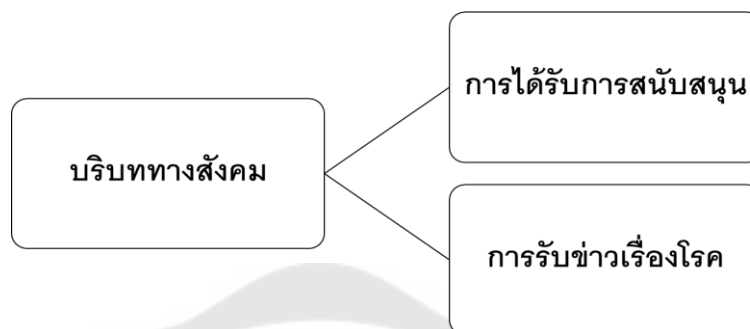 การได้รับการสนับสนุน
บริบททางสังคม
การรับข่าวเรื่องโรค